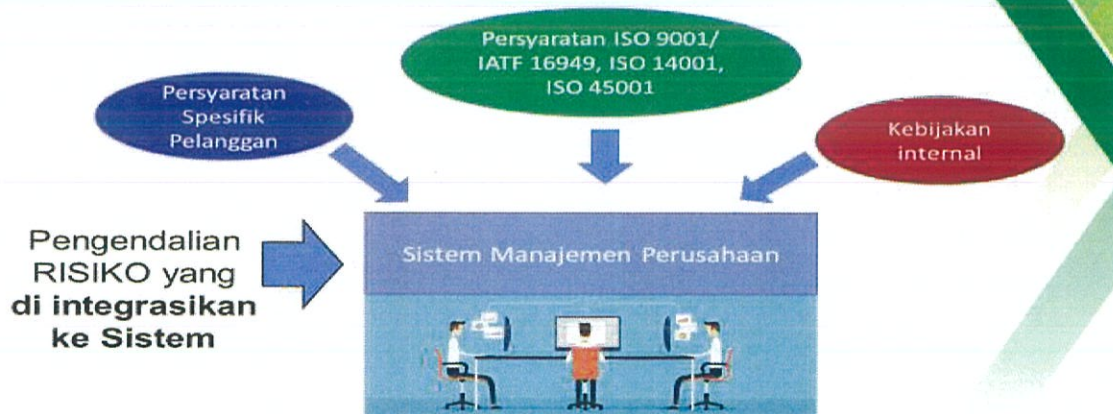 Persyaratan ISO 9001/
IATF 16949, ISO 14001,
ISO 45001
Persyaratan
Spesifik
Pelanggan
Kebijakan
internal
Pengendalian
RISIKO yang
di integrasikan
ke Sistem
Sistem Manajemen Perusahaan